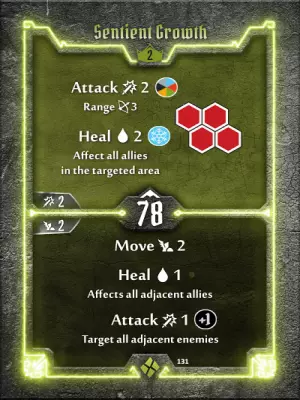 Sentient Growth
2
Attack 2
Range 3
Heal 2
Affect all allies
in the targeted area
2
78
2
Move 2
Heal 1
Affects all adjacent allies
Attack 1 +1
Target all adjacent enemies
131